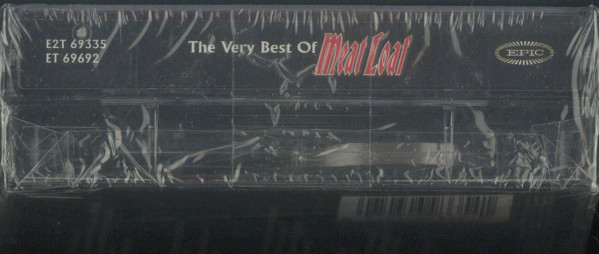 E2T 69335
ET 69692
The Very Best Of Meat Loaf
EPIC